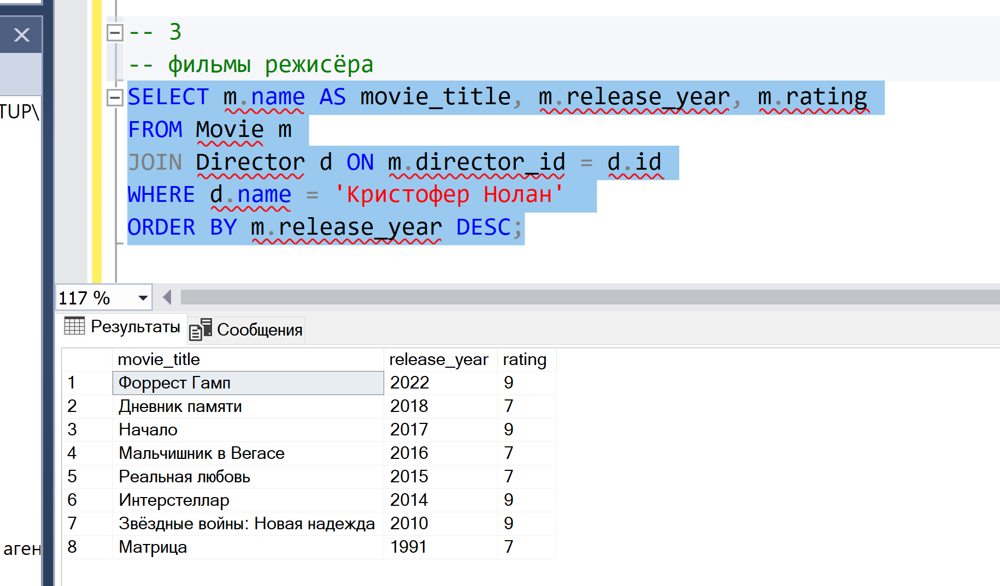 -- 3
-- фильмы режисёра
SELECT m.name AS movie_title, m.release_year, m.rating
FROM Movie m
JOIN Director d ON m.director_id = d.id
WHERE d.name = 'Кристофер Нолан'
ORDER BY m.release_year DESC;
TUP\
аген
117 %
Результаты Сообщения
movie_title release_year rating
1 Форрест Гамп 2022 9
2 Дневник памяти 2018 7
3 Начало 2017 9
4 Мальчишник в Вегасе 2016 7
5 Реальная любовь 2015 7
6 Интерстеллар 2014 9
7 Звёздные войны: Новая надежда 2010 9
8 Матрица 1991 7